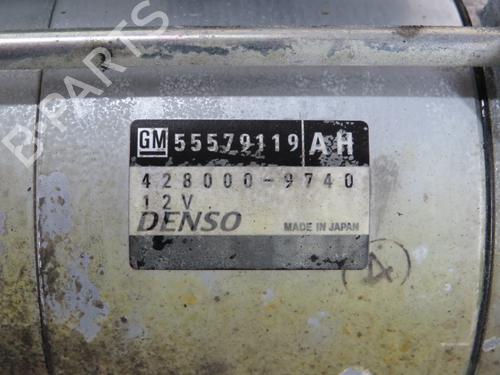 B-PARTS
GM 55579119 AH
428000-9740
12V
DENSO MADE IN JAPAN
4